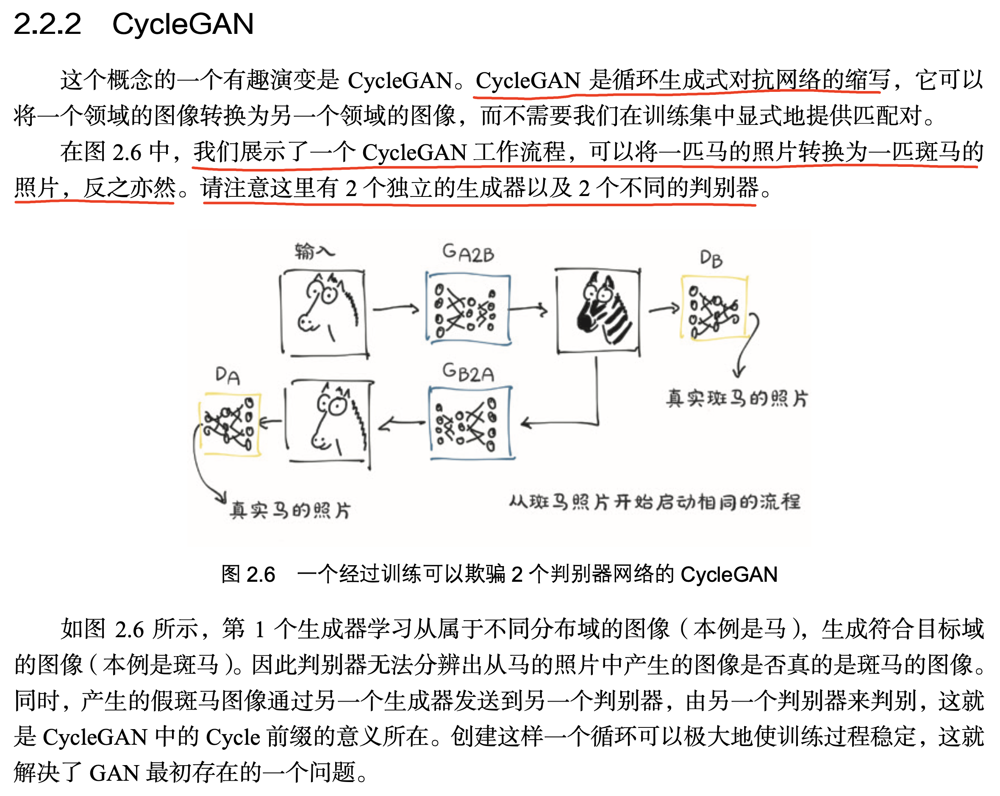 2.2.2 CycleGAN
这个概念的一个有趣演变是 CycleGAN。CycleGAN 是循环生成式对抗网络的缩写，它可以
将一个领域的图像转换为另一个领域的图像，而不需要我们在训练集中显式地提供匹配对。
在图 2.6 中，我们展示了一个 CycleGAN 工作流程，可以将一匹马的照片转换为一匹斑马的
照片，反之亦然。请注意这里有 2 个独立的生成器以及 2 个不同的判别器。
输入
GA2B
DB
真实斑马的照片
DA
GB2A
真实马的照片
从斑马照片开始启动相同的流程
图 2.6 一个经过训练可以欺骗 2 个判别器网络的 CycleGAN
如图 2.6 所示，第 1 个生成器学习从属于不同分布域的图像（本例是马），生成符合目标域
的图像（本例是斑马）。因此判别器无法分辨出从马的照片中产生的图像是否真的是斑马的图像。
同时，产生的假斑马图像通过另一个生成器发送到另一个判别器，由另一个判别器来判别，这就
是 CycleGAN 中的 Cycle 前缀的意义所在。创建这样一个循环可以极大地使训练过程稳定，这就
解决了 GAN 最初存在的一个问题。